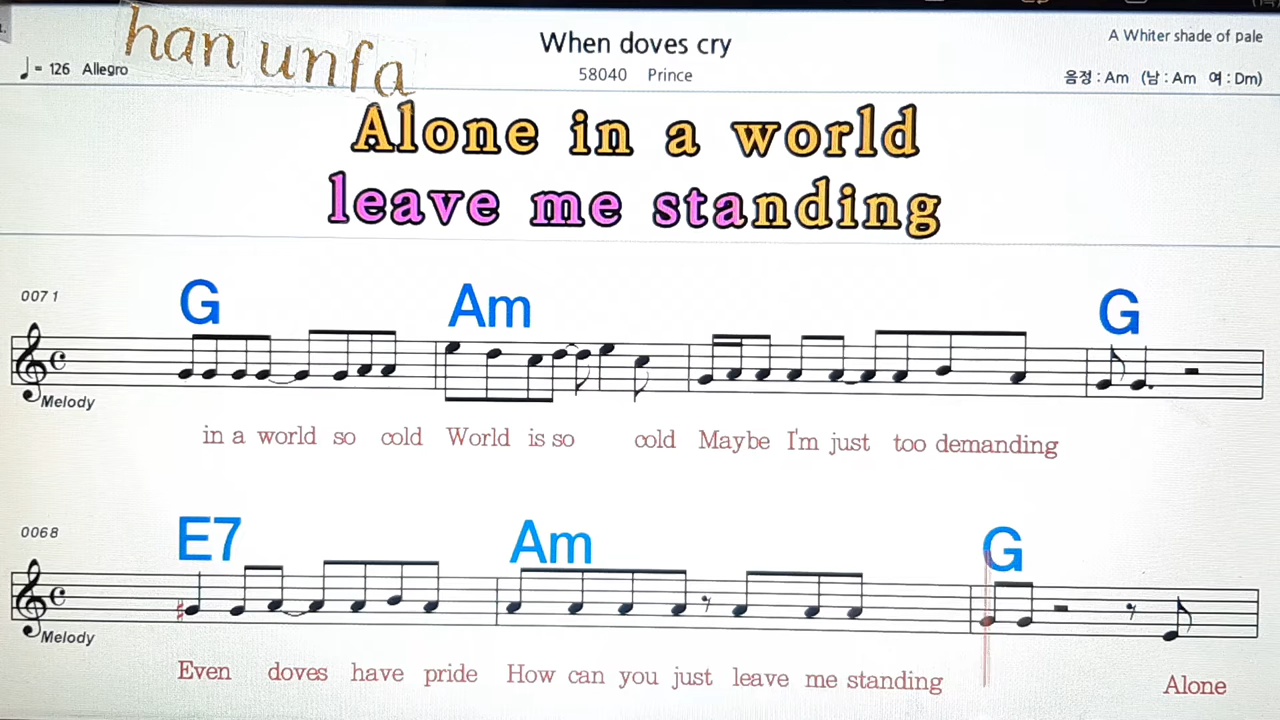 han unfa
When doves cry
A Whiter shade of pale
♩= 126 Allegro
58040 Prince
음정 : Am (남 : Am 여 : Dm)
Alone in a world
leave me standing
0071
G Am G
Melody
in a world so cold World is so cold Maybe I'm just too demanding
0068
E7 Am G
Melody
Even doves have pride How can you just leave me standing Alone